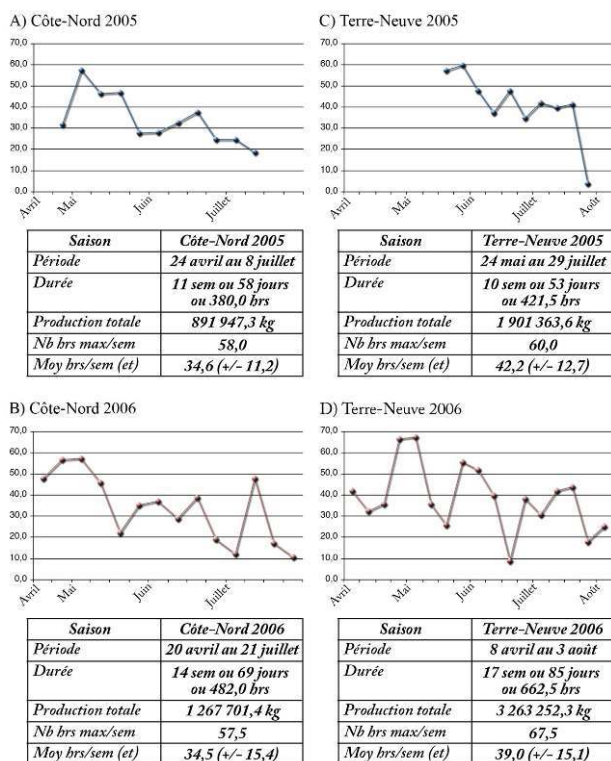 A) Côte-Nord 2005
70,0
60,0
50,0
40,0
30,0
20,0
10,0
0,0
Avril
Mai
Juin
Juillet
Saison Côte-Nord 2005
Période 24 avril au 8 juillet
Durée 11 sem ou 58 jours
ou 380,0 hrs
Production totale 891 947,3 kg
Nb hrs max/sem 58,0
Moy hrs/sem (et) 34,6 (+/- 11,2)
C) Terre-Neuve 2005
70,0
60,0
50,0
40,0
30,0
20,0
10,0
0,0
Avril
Mai
Juin
Juillet
Août
Saison Terre-Neuve 2005
Période 24 mai au 29 juillet
Durée 10 sem ou 53 jours
ou 421,5 hrs
Production totale 1 901 363,6 kg
Nb hrs max/sem 60,0
Moy hrs/sem (et) 42,2 (+/- 12,7)
B) Côte-Nord 2006
70,0
60,0
50,0
40,0
30,0
20,0
10,0
0,0
Avril
Mai
Juin
Juillet
Saison Côte-Nord 2006
Période 20 avril au 21 juillet
Durée 14 sem ou 69 jours
ou 482,0 hrs
Production totale 1 267 701,4 kg
Nb hrs max/sem 57,5
Moy hrs/sem (et) 34,5 (+/- 15,4)
D) Terre-Neuve 2006
70,0
60,0
50,0
40,0
30,0
20,0
10,0
0,0
Avril
Mai
Juin
Juillet
Août
Saison Terre-Neuve 2006
Période 8 avril au 3 août
Durée 17 sem ou 85 jours
ou 662,5 hrs
Production totale 3 263 252,3 kg
Nb hrs max/sem 67,5
Moy hrs/sem (et) 39,0 (+/- 15,1)